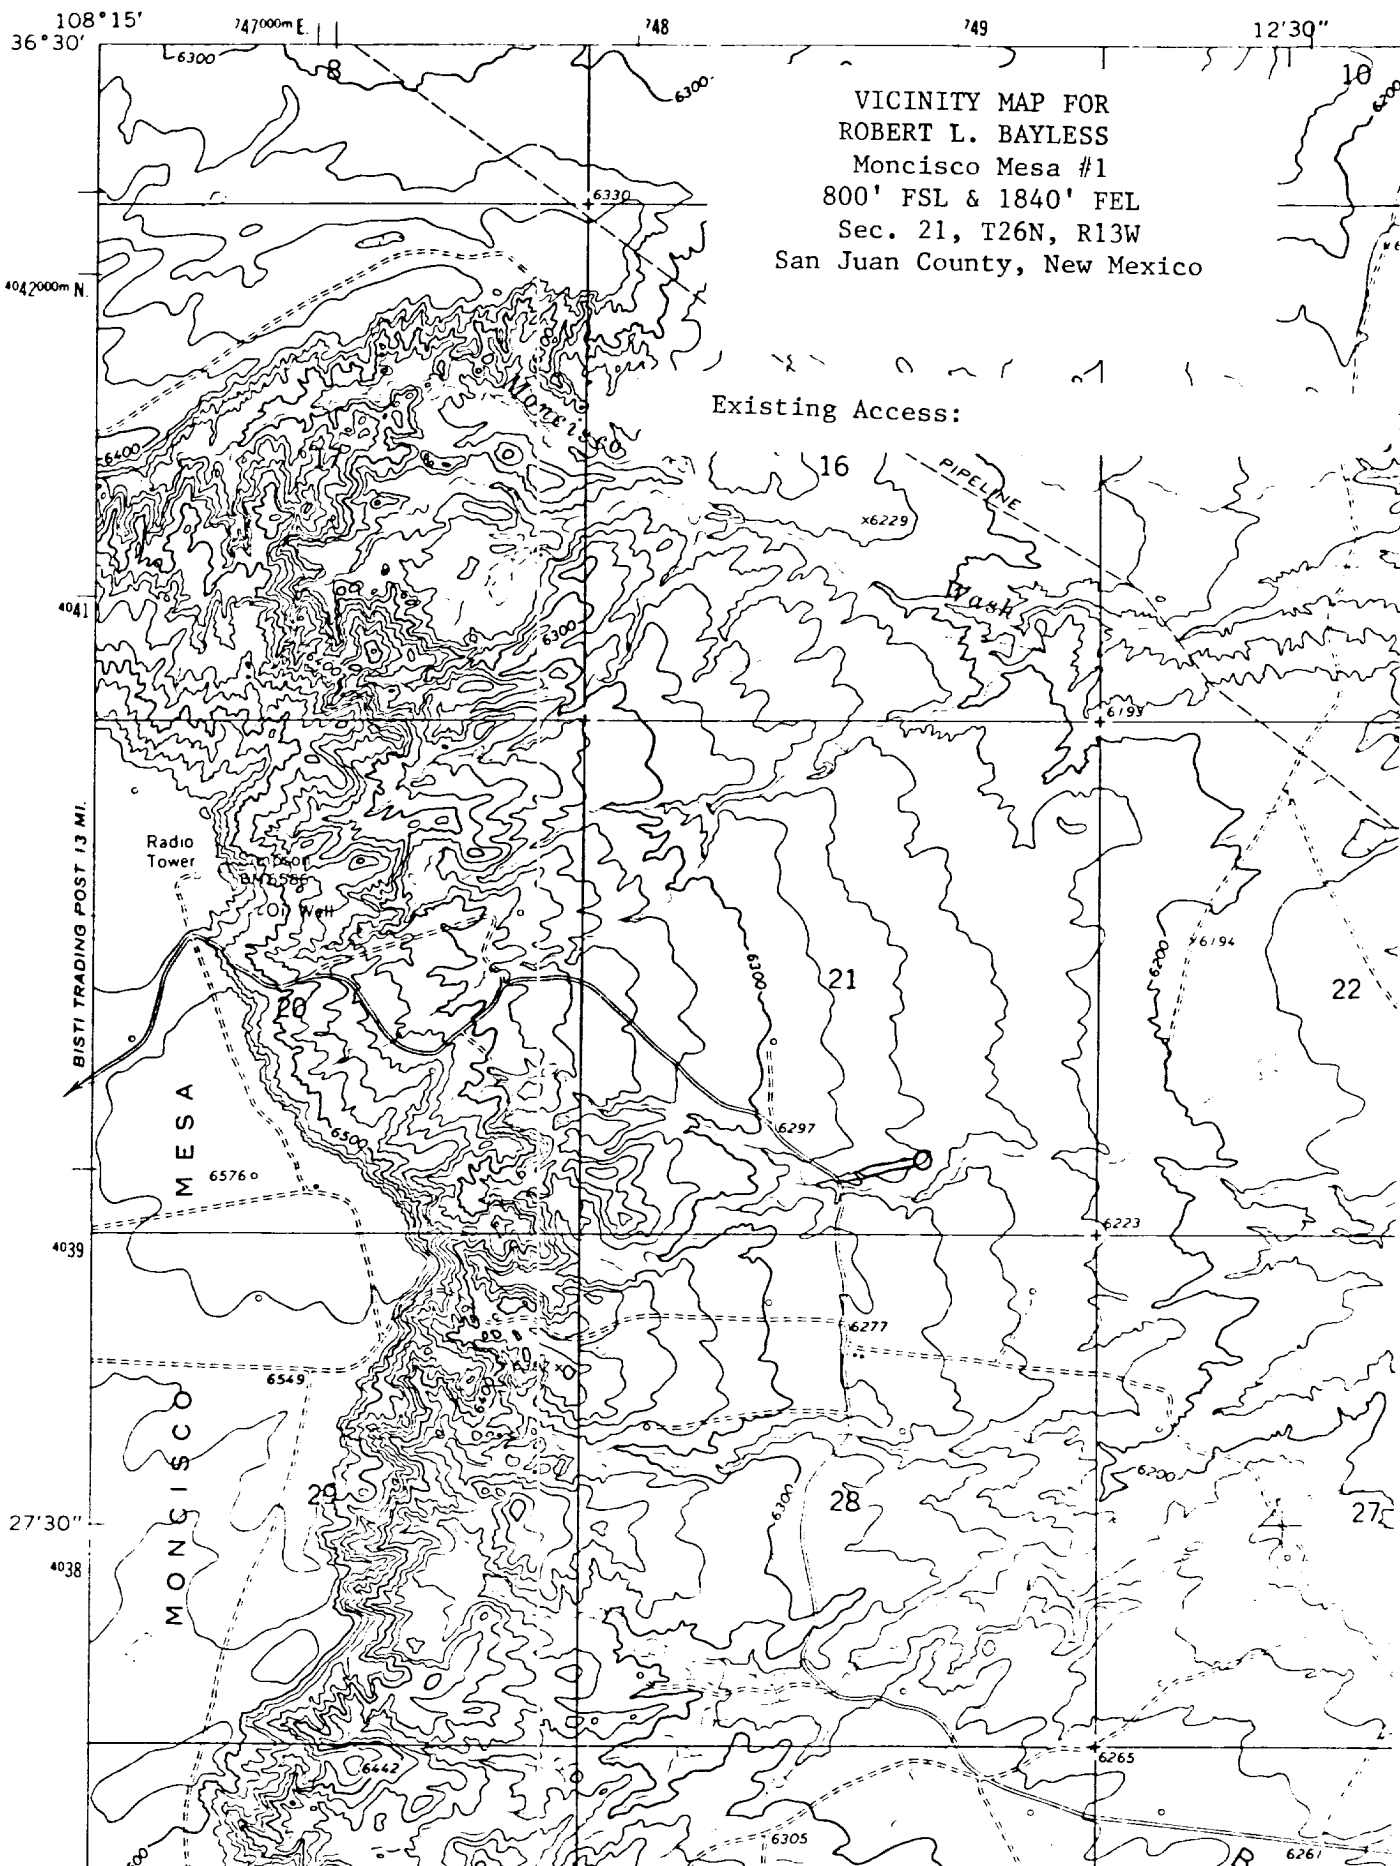 108°15'
747000m E.
748
749
12'30"
36°30'
6300
8
6300
10
6200
VICINITY MAP FOR
ROBERT L. BAYLESS
Moncisco Mesa #1
800' FSL & 1840' FEL
Sec. 21, T26N, R13W
San Juan County, New Mexico
6330
4042000m N.
Existing Access:
Moncisco
6400
16
PIPELINE
x6229
Wash
4041
6300
6193
BISTI TRADING POST 13 MI.
Radio
Tower
Oil Well
6300
21
6200
x6194
22
20
MESA
6500
6297
6576
4039
6223
6277
6549
MONCISCO
29
6300
28
6200
27
27'30"
4038
6442
6265
6305
6261
R